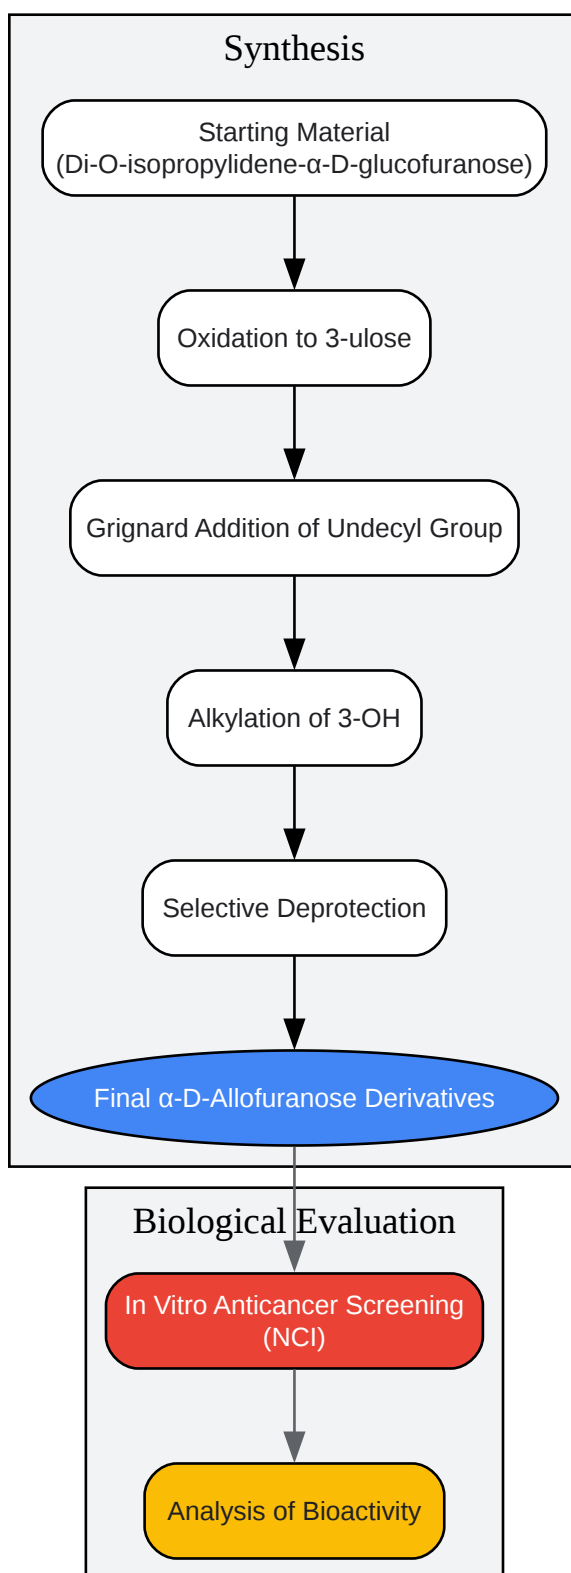 Synthesis
Starting Material
(Di-O-isopropylidene-α-D-glucofuranose)
Oxidation to 3-ulose
Grignard Addition of Undecyl Group
Alkylation of 3-OH
Selective Deprotection
Final α-D-Allofuranose Derivatives
Biological Evaluation
In Vitro Anticancer Screening
(NCI)
Analysis of Bioactivity